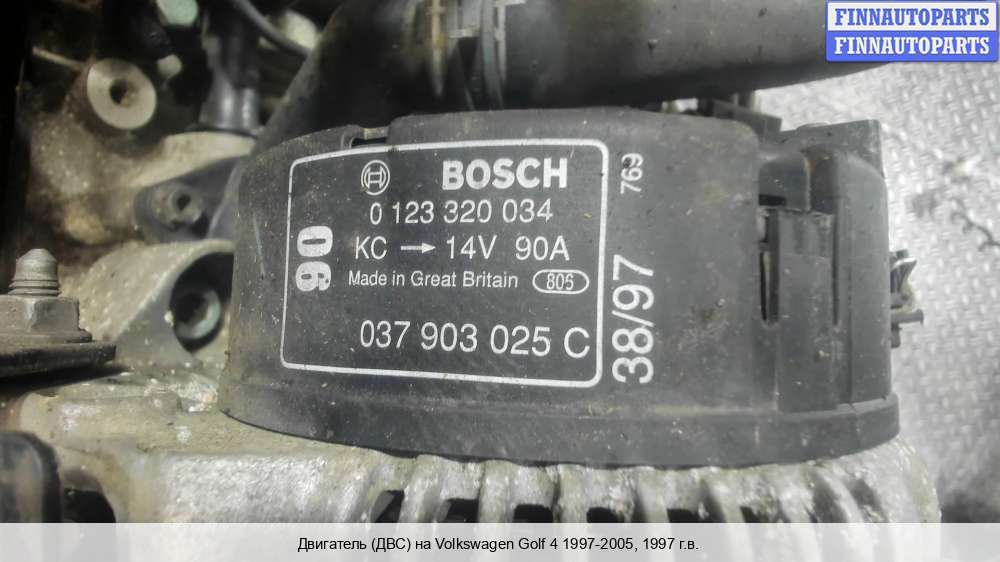 FINNAUTOPARTS
FINNAUTOPARTS
BOSCH
0 123 320 034
KC → 14V 90A
Made in Great Britain 805
037 903 025 C
06
769
38/97
Двигатель (ДВС) на Volkswagen Golf 4 1997-2005, 1997 г.в.